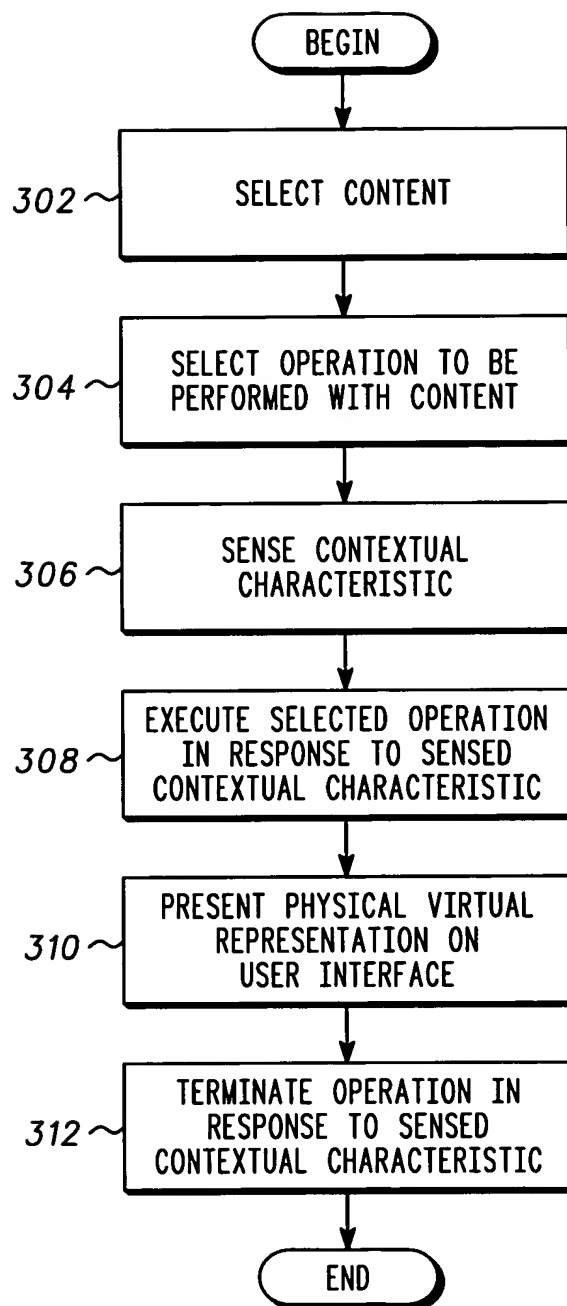 BEGIN
302
SELECT CONTENT
304
SELECT OPERATION TO BE
PERFORMED WITH CONTENT
306
SENSE CONTEXTUAL
CHARACTERISTIC
308
EXECUTE SELECTED OPERATION
IN RESPONSE TO SENSED
CONTEXTUAL CHARACTERISTIC
310
PRESENT PHYSICAL VIRTUAL
REPRESENTATION ON
USER INTERFACE
312
TERMINATE OPERATION IN
RESPONSE TO SENSED
CONTEXTUAL CHARACTERISTIC
END